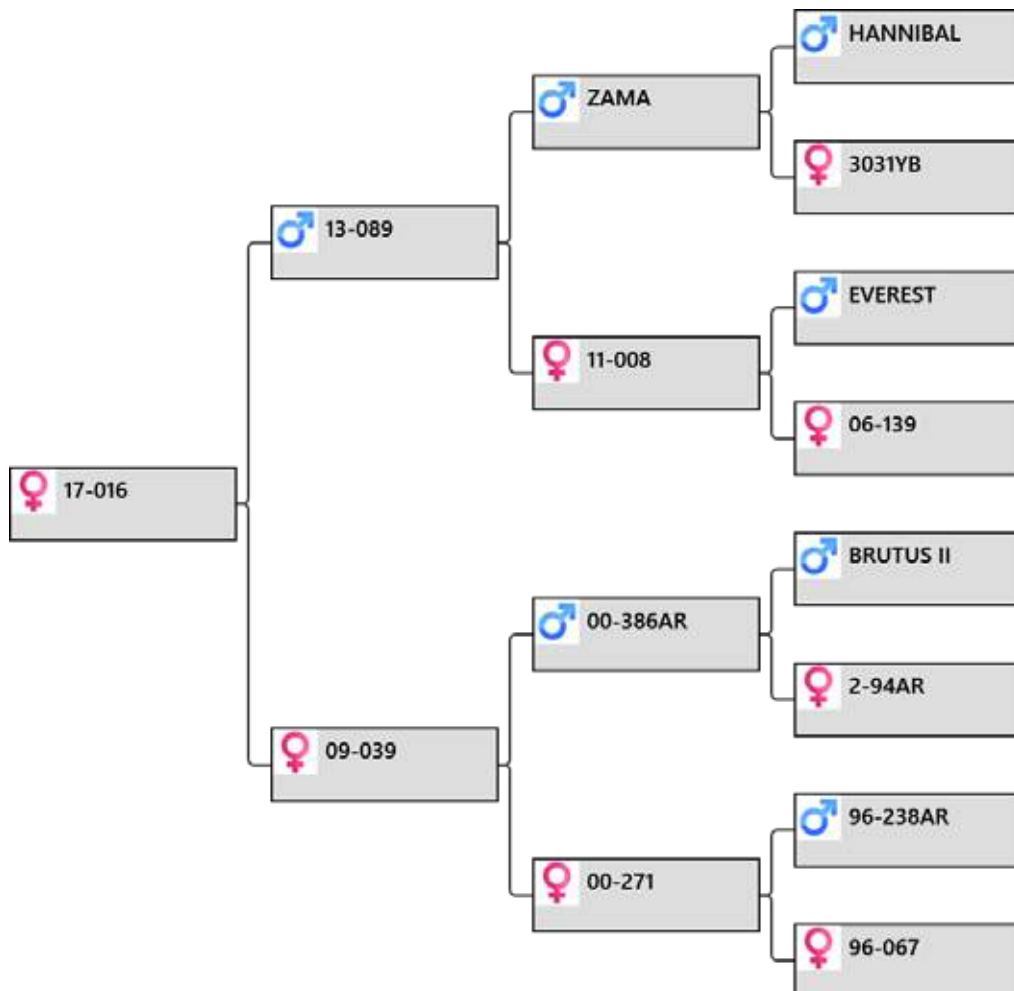 HANNIBAL
ZAMA
3031YB
13-089
EVEREST
11-008
06-139
17-016
BRUTUS II
00-386AR
2-94AR
09-039
96-238AR
00-271
96-067